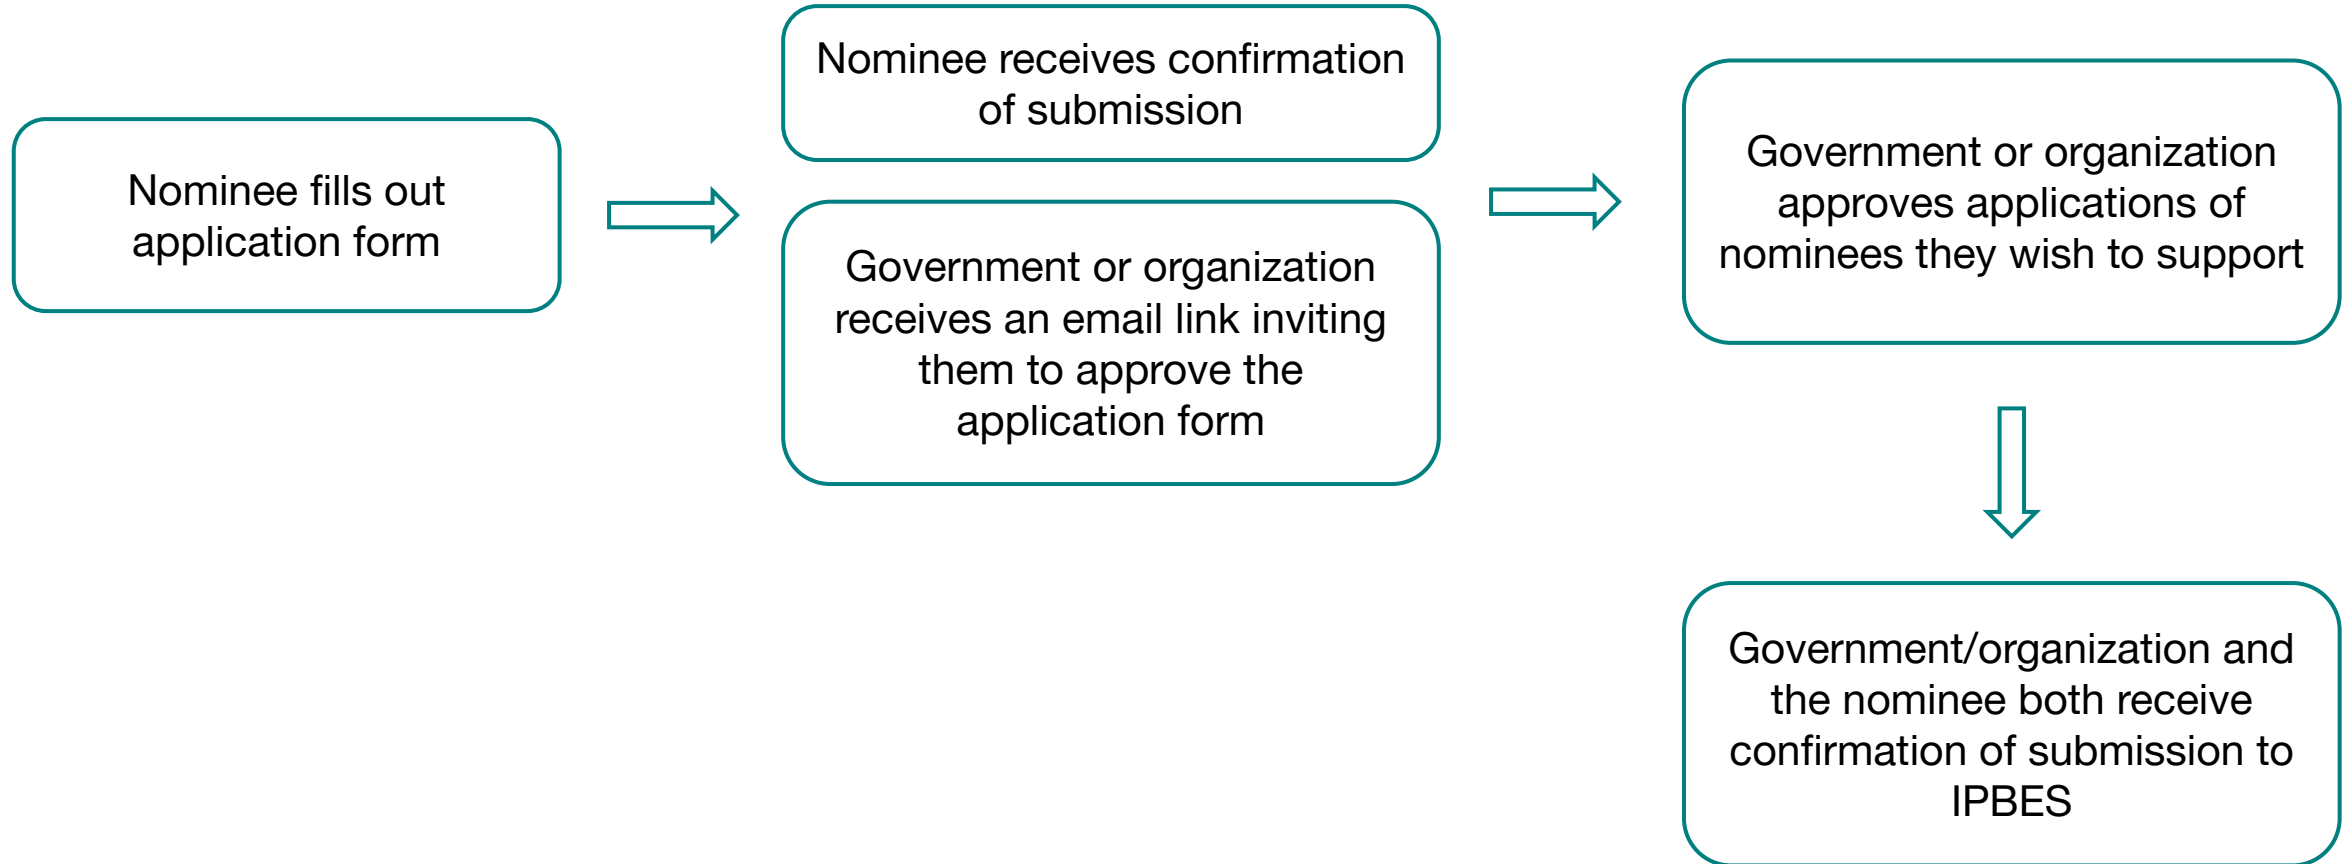 Nominee fills out
application form
Nominee receives confirmation
of submission
Government or organization
receives an email link inviting
them to approve the
application form
Government or organization
approves applications of
nominees they wish to support
Government/organization and
the nominee both receive
confirmation of submission to
IPBES